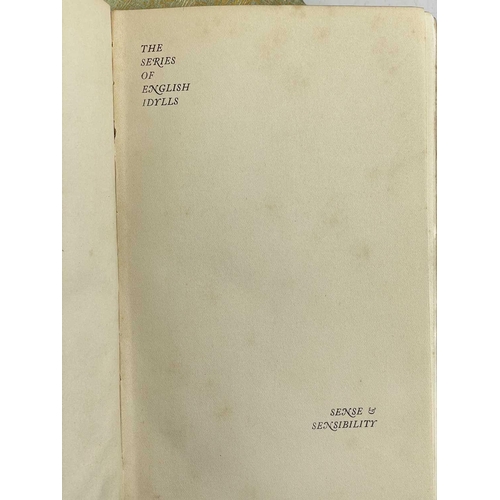 THE
SERIES
OF
ENGLISH
IDYLLS
SENSE &
SENSIBILITY